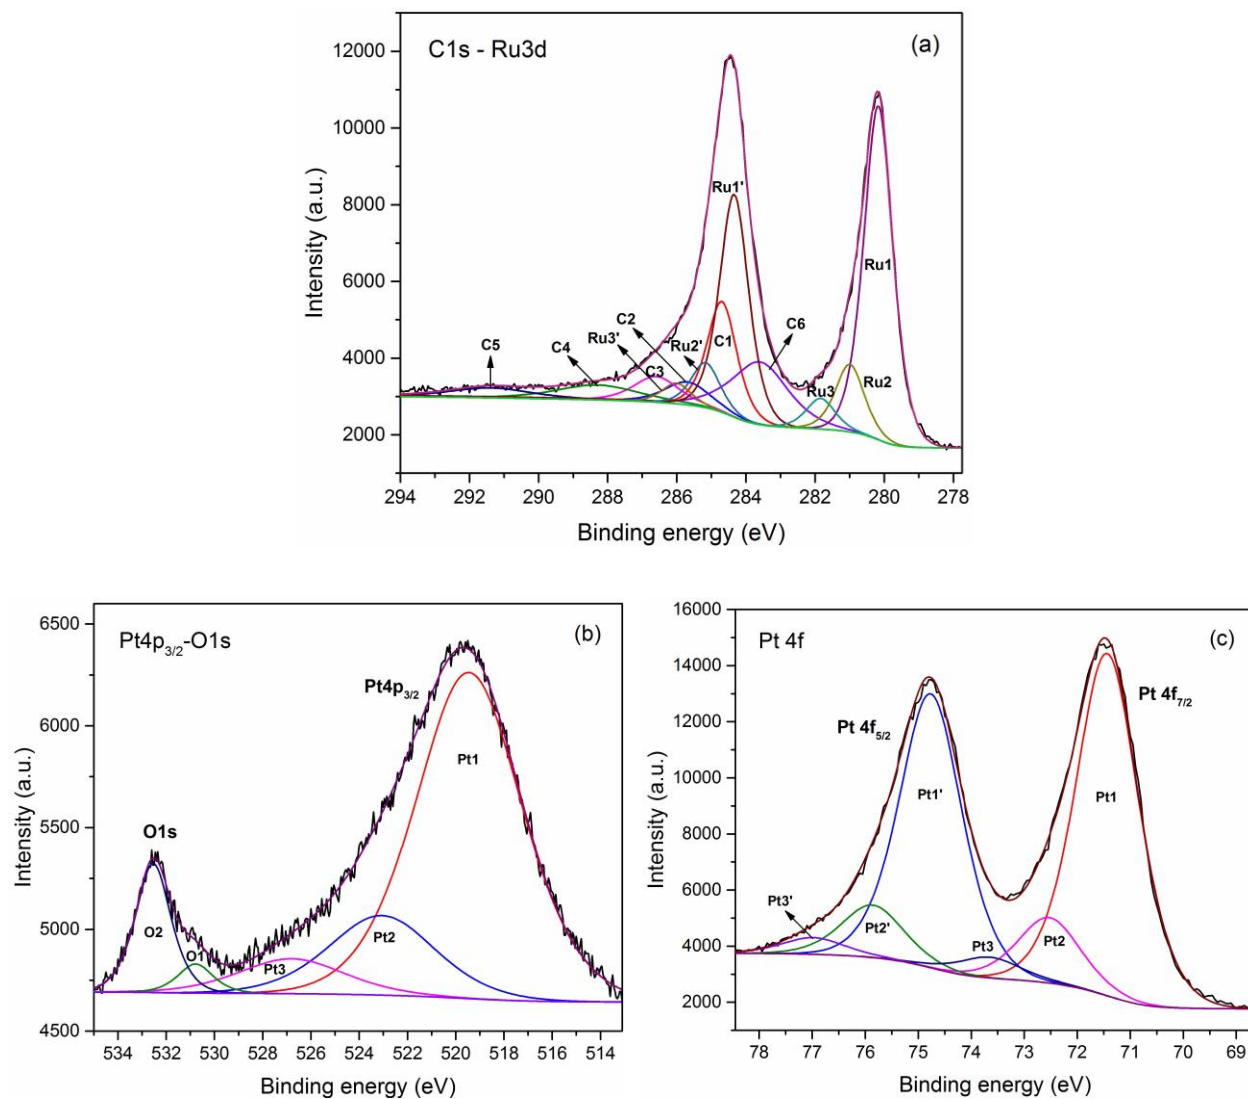 C1s - Ru3d
(a)
12000
10000
8000
6000
4000
2000
Intensity (a.u.)
Ru1'
Ru1
C2
Ru3'
Ru2'
C1
C6
C5
C4
C3
Ru3
Ru2
294 292 290 288 286 284 282 280 278
Binding energy (eV)
Pt4p3/2-O1s
(b)
6500
6000
5500
5000
4500
Intensity (a.u.)
Pt4p3/2
Pt1
O1s
O2
O1
Pt3
Pt2
534 532 530 528 526 524 522 520 518 516 514
Binding energy (eV)
Pt 4f
(c)
16000
14000
12000
10000
8000
6000
4000
2000
Intensity (a.u.)
Pt 4f7/2
Pt 4f5/2
Pt1'
Pt1
Pt3'
Pt2'
Pt3
Pt2
78 77 76 75 74 73 72 71 70 69
Binding energy (eV)